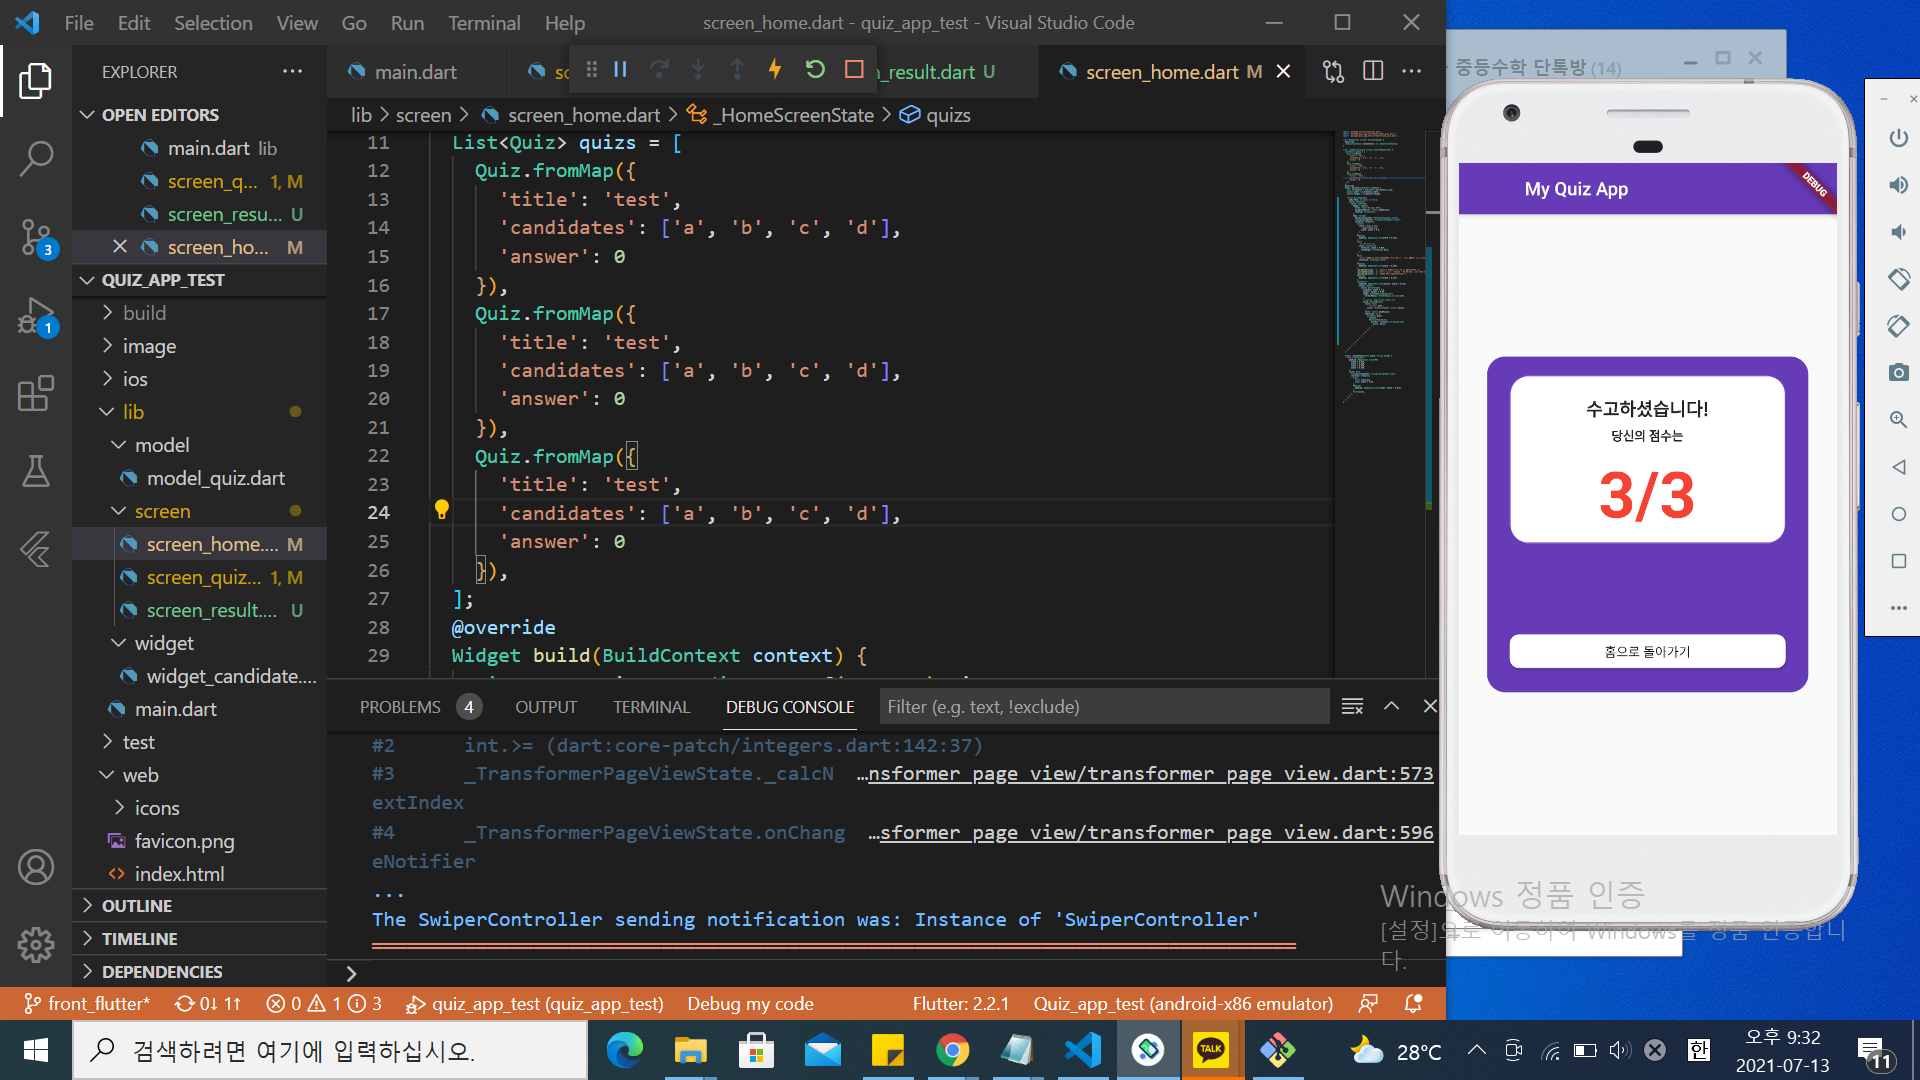 File Edit Selection View Go Run Terminal Help
screen_home.dart - quiz_app_test - Visual Studio Code
EXPLORER
OPEN EDITORS
main.dart lib
screen_q... 1, M
screen_resu... U
screen_ho... M
QUIZ_APP_TEST
build
image
ios
lib
model
model_quiz.dart
screen
screen_home.... M
screen_quiz... 1, M
screen_result.... U
widget
widget_candidate....
main.dart
test
web
icons
favicon.png
index.html
OUTLINE
TIMELINE
DEPENDENCIES
3
1
main.dart
_result.dart U
screen_home.dart M
lib > screen > screen_home.dart > _HomeScreenState > quizs
11 List<Quiz> quizs = [
12 Quiz.fromMap({
13 'title': 'test',
14 'candidates': ['a', 'b', 'c', 'd'],
15 'answer': 0
16 }),
17 Quiz.fromMap({
18 'title': 'test',
19 'candidates': ['a', 'b', 'c', 'd'],
20 'answer': 0
21 }),
22 Quiz.fromMap({
23 'title': 'test',
24 'candidates': ['a', 'b', 'c', 'd'],
25 'answer': 0
26 }),
27 ];
28 @override
29 Widget build(BuildContext context) {
PROBLEMS 4 OUTPUT TERMINAL DEBUG CONSOLE Filter (e.g. text, !exclude)
#2 int.>= (dart:core-patch/integers.dart:142:37)
#3 _TransformerPageViewState._calcN …nsformer_page_view/transformer_page_view.dart:573
extIndex
#4 _TransformerPageViewState.onChang …sformer_page_view/transformer_page_view.dart:596
eNotifier
...
The SwiperController sending notification was: Instance of 'SwiperController'
front_flutter* 0↓ 1↑ 0 1 3 quiz_app_test (quiz_app_test) Debug my code Flutter: 2.2.1 Quiz_app_test (android-x86 emulator)
중등수학 단톡방 (14)
My Quiz App
DEBUG
수고하셨습니다!
당신의 점수는
3/3
홈으로 돌아가기
Windows 정품 인증
[설정]으로 이동하여 Windows를 정품 인증합니
다.
검색하려면 여기에 입력하십시오.
TALK
28°C
한
오후 9:32
2021-07-13
11